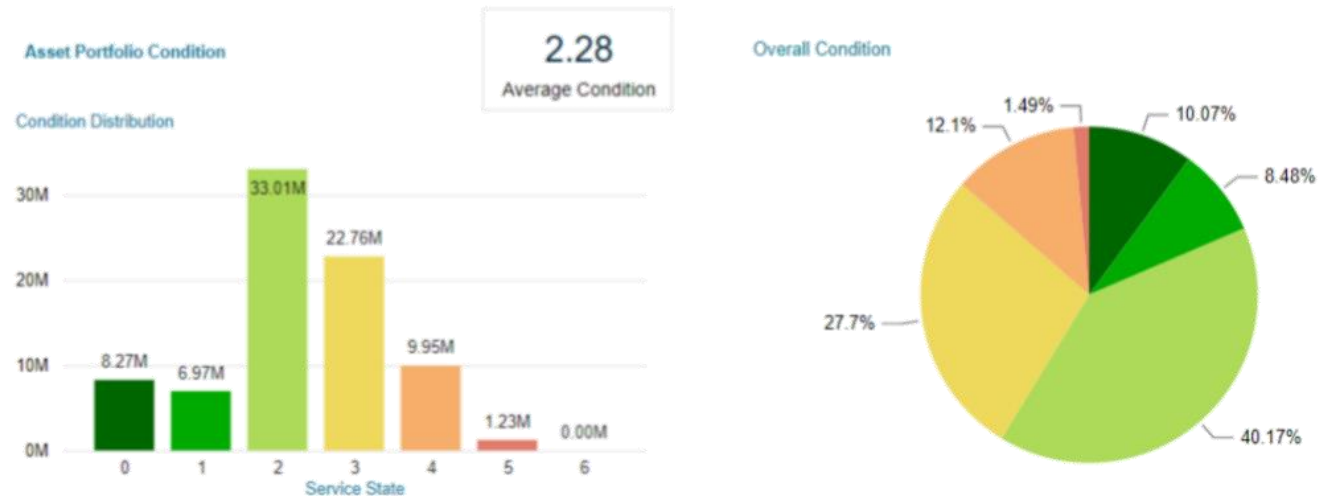 Asset Portfolio Condition
2.28
Average Condition
Condition Distribution
30M
20M
10M
0M
8.27M
6.97M
33.01M
22.76M
9.95M
1.23M
0.00M
0 1 2 3 4 5 6
Service State
Overall Condition
1.49%
10.07%
12.1%
8.48%
27.7%
40.17%